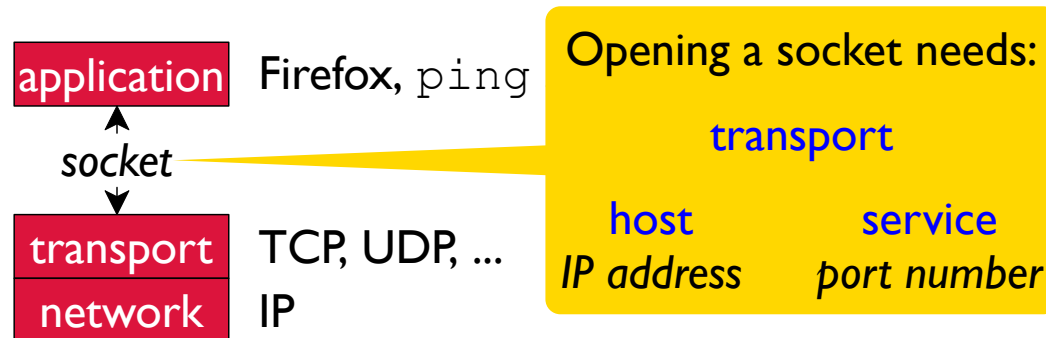 application Firefox, ping
socket
transport TCP, UDP, ...
network IP
Opening a socket needs:
transport
host service
IP address port number